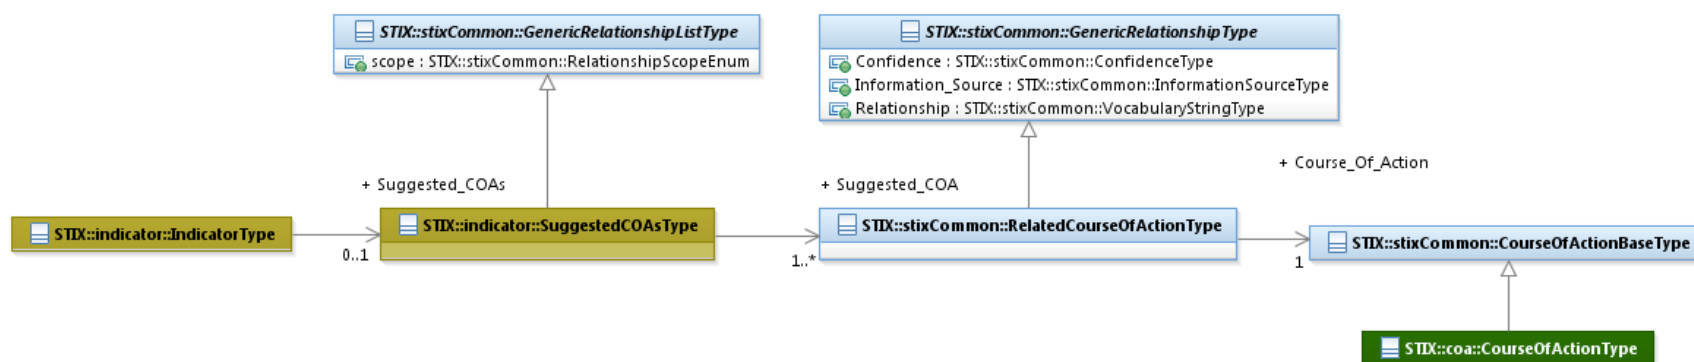 STIX::stixCommon::GenericRelationshipListType
scope : STIX::stixCommon::RelationshipScopeEnum
STIX::stixCommon::GenericRelationshipType
Confidence : STIX::stixCommon::ConfidenceType
Information_Source : STIX::stixCommon::InformationSourceType
Relationship : STIX::stixCommon::VocabularyStringType
+ Suggested_COAs
+ Suggested_COA
+ Course_Of_Action
STIX::indicator::IndicatorType
0..1
STIX::indicator::SuggestedCOAsType
1..*
STIX::stixCommon::RelatedCourseOfActionType
1
STIX::stixCommon::CourseOfActionBaseType
STIX::coa::CourseOfActionType